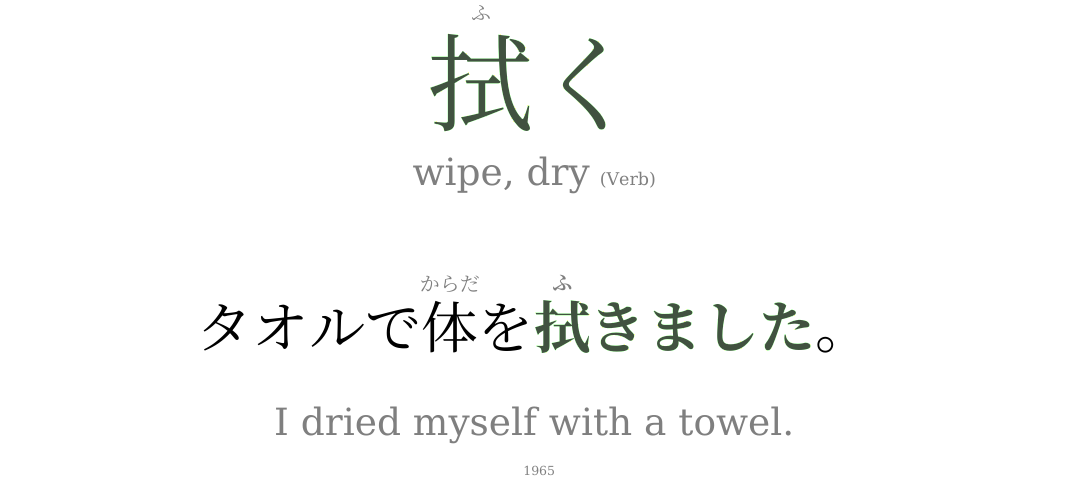 ふ
拭く
wipe, dry (Verb)
からだ ふ
タオルで体を拭きました。
I dried myself with a towel.
1965